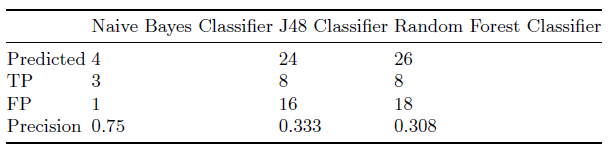 Naive Bayes Classifier J48 Classifier Random Forest Classifier
Predicted 4 24 26
TP 3 8 8
FP 1 16 18
Precision 0.75 0.333 0.308